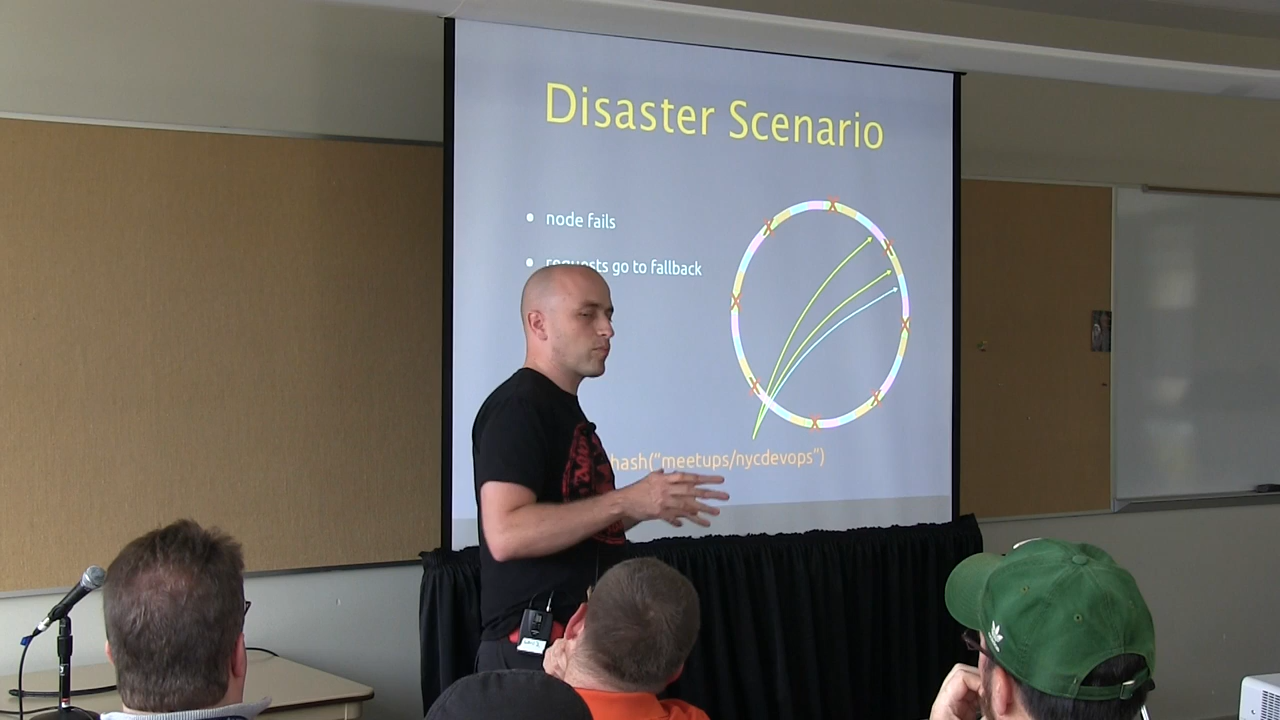 Disaster Scenario
node fails
requests go to fallback
hash("meetups/nycdevops")
X X X X X X X X